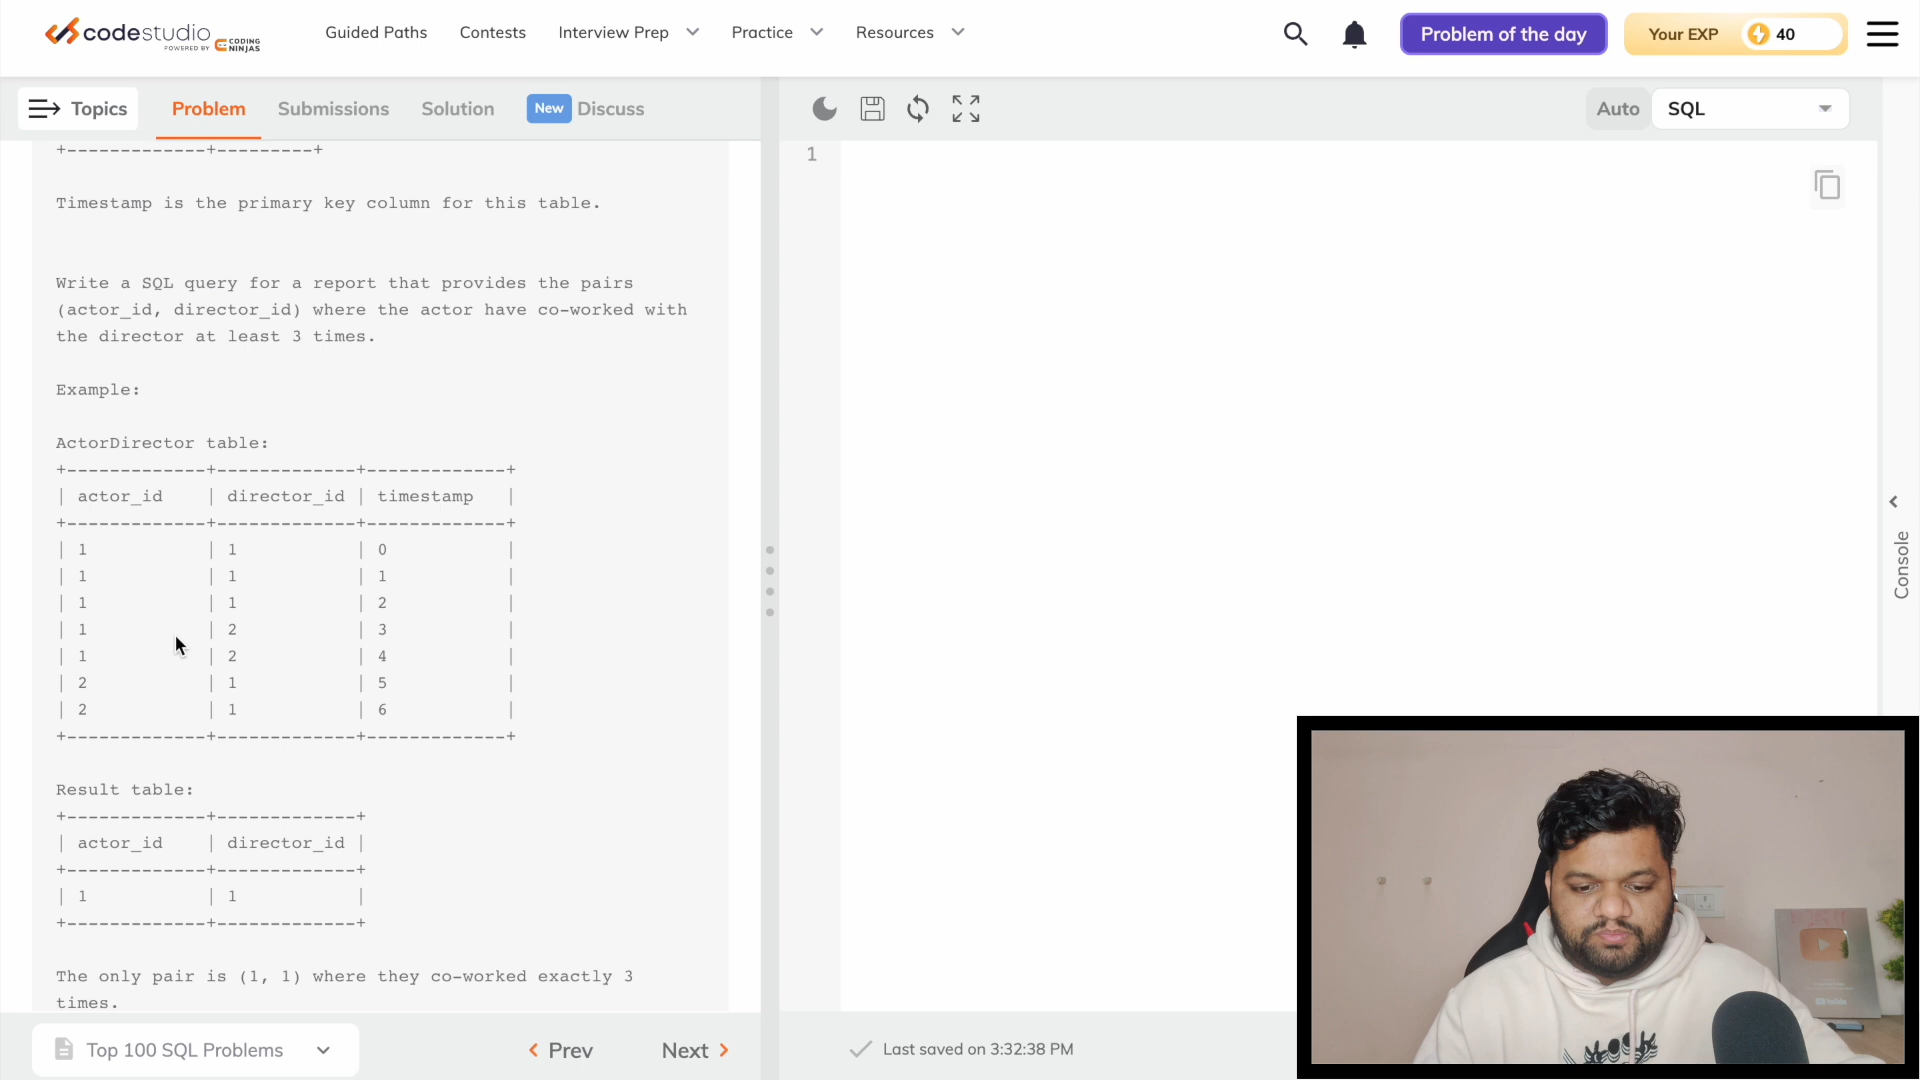 codestudio
POWERED BY CODING NINJAS
Guided Paths
Contests
Interview Prep
Practice
Resources
Problem of the day
Your EXP
40
Topics
Problem
Submissions
Solution
New
Discuss
Auto
SQL
+-------------+---------+
Timestamp is the primary key column for this table.
Write a SQL query for a report that provides the pairs
(actor_id, director_id) where the actor have co-worked with
the director at least 3 times.
Example:
ActorDirector table:
+-------------+-------------+-------------+
| actor_id    | director_id | timestamp   |
+-------------+-------------+-------------+
| 1           | 1           | 0           |
| 1           | 1           | 1           |
| 1           | 1           | 2           |
| 1           | 2           | 3           |
| 1           | 2           | 4           |
| 2           | 1           | 5           |
| 2           | 1           | 6           |
+-------------+-------------+-------------+
Result table:
+-------------+-------------+
| actor_id    | director_id |
+-------------+-------------+
| 1           | 1           |
+-------------+-------------+
The only pair is (1, 1) where they co-worked exactly 3
times.
1
Console
Top 100 SQL Problems
Prev
Next
Last saved on 3:32:38 PM
YouTube